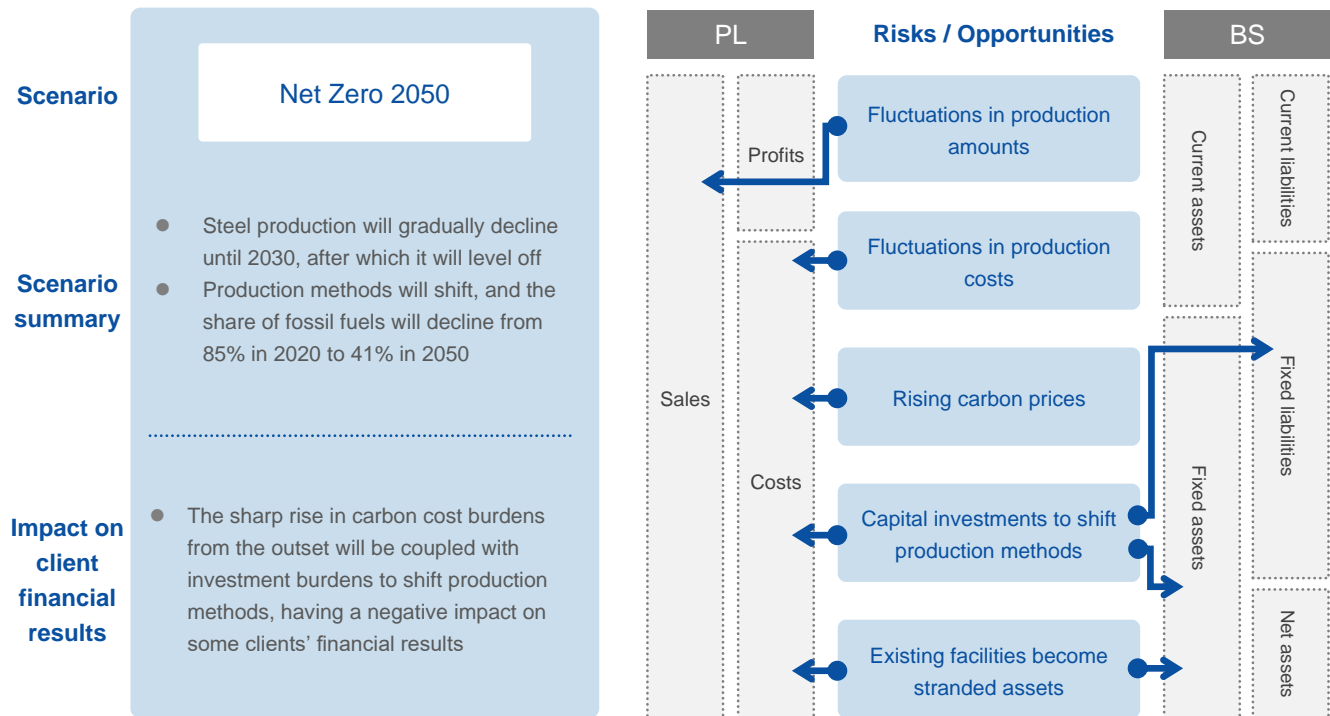 Scenario
Net Zero 2050
Scenario
summary
● Steel production will gradually decline
until 2030, after which it will level off
● Production methods will shift, and the
share of fossil fuels will decline from
85% in 2020 to 41% in 2050
Impact on
client
financial
results
● The sharp rise in carbon cost burdens
from the outset will be coupled with
investment burdens to shift production
methods, having a negative impact on
some clients’ financial results
PL
Risks / Opportunities
BS
Sales
Profits
Costs
Fluctuations in production
amounts
Fluctuations in production
costs
Rising carbon prices
Capital investments to shift
production methods
Existing facilities become
stranded assets
Current assets
Fixed assets
Current liabilities
Fixed liabilities
Net assets